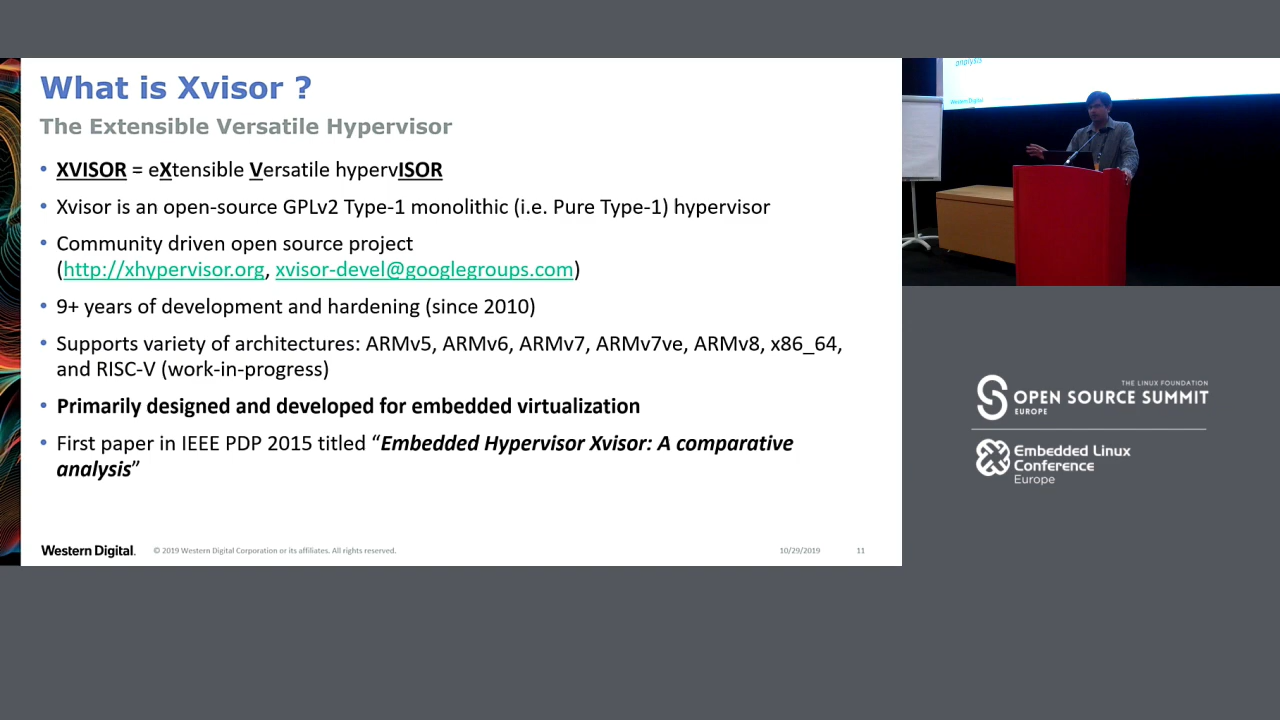 What is Xvisor ?
The Extensible Versatile Hypervisor
• XVISOR = eXtensible Versatile hypervISOR
• Xvisor is an open-source GPLv2 Type-1 monolithic (i.e. Pure Type-1) hypervisor
• Community driven open source project
(http://xhypervisor.org, xvisor-devel@googlegroups.com)
• 9+ years of development and hardening (since 2010)
• Supports variety of architectures: ARMv5, ARMv6, ARMv7, ARMv7ve, ARMv8, x86_64,
and RISC-V (work-in-progress)
• Primarily designed and developed for embedded virtualization
• First paper in IEEE PDP 2015 titled “Embedded Hypervisor Xvisor: A comparative
analysis”
Western Digital.
© 2019 Western Digital Corporation or its affiliates. All rights reserved.
10/29/2019
11
analysis
Western Digital
THE LINUX FOUNDATION
OPEN SOURCE SUMMIT
EUROPE
Embedded Linux
Conference
Europe